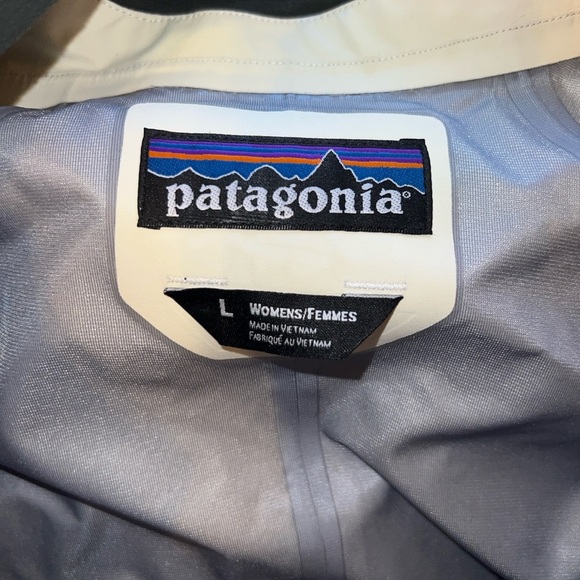 patagonia®
L WOMENS/FEMMES
MADE IN VIETNAM
FABRIQUÉ AU VIETNAM